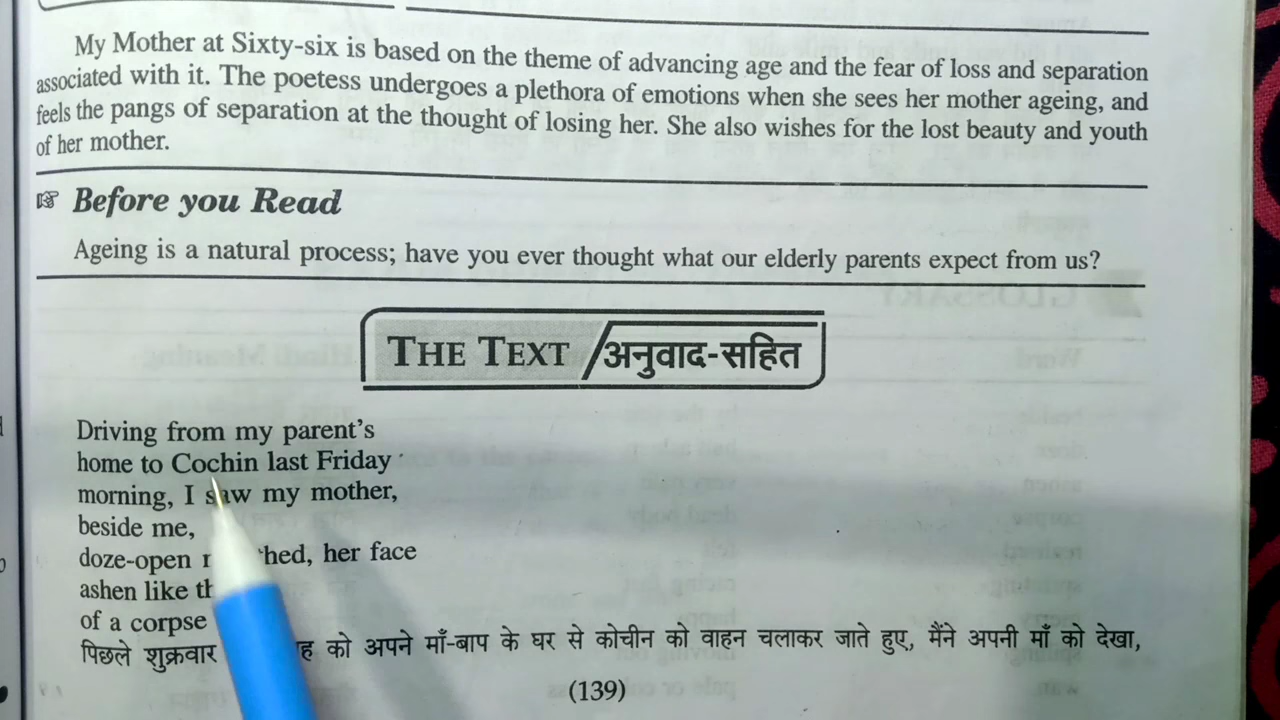 My Mother at Sixty-six is based on the theme of advancing age and the fear of loss and separation
associated with it. The poetess undergoes a plethora of emotions when she sees her mother ageing, and
feels the pangs of separation at the thought of losing her. She also wishes for the lost beauty and youth
of her mother.
☞ Before you Read
Ageing is a natural process; have you ever thought what our elderly parents expect from us?
THE TEXT / अनुवाद-सहित
Driving from my parent's
home to Cochin last Friday
morning, I saw my mother,
beside me,
doze-open her face
ashen like
of a corpse
पिछले शुक्रवार को अपने माँ-बाप के घर से कोचीन को वाहन चलाकर जाते हुए, मैंने अपनी माँ को देखा,
(139)